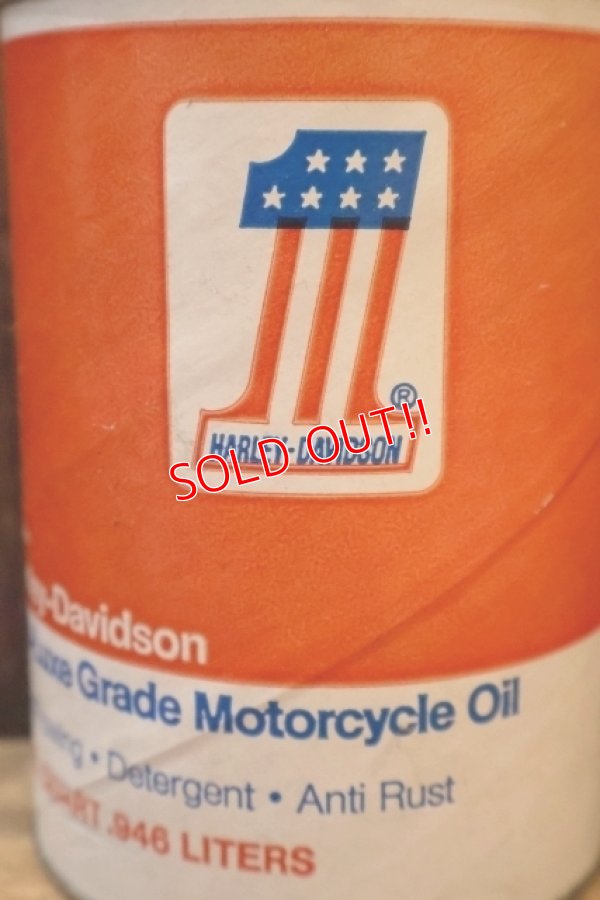 ®
HARLEY-DAVIDSON
SOLD OUT!!
-Davidson
Grade Motorcycle Oil
• Detergent • Anti Rust
.946 LITERS